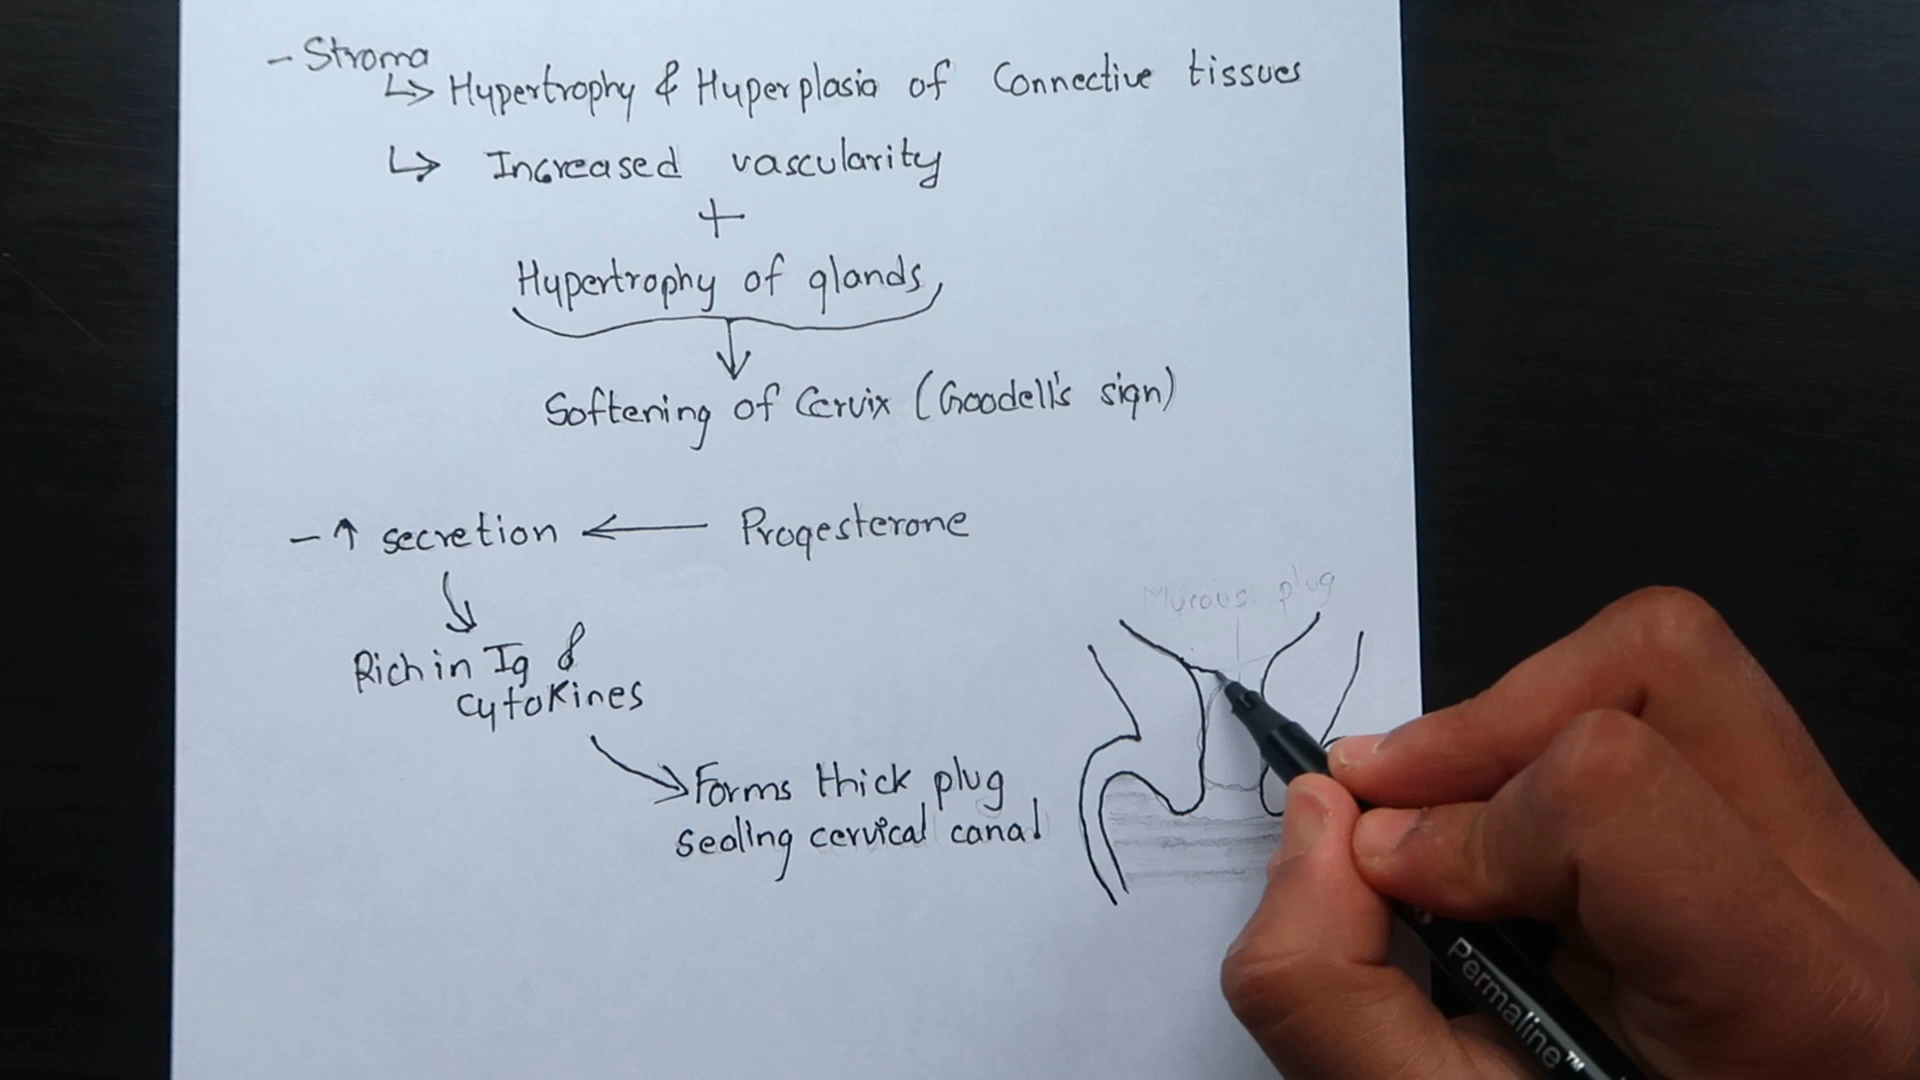 - Stroma
↳ Hypertrophy & Hyperplasia of Connective tissues
↳ Increased vascularity
+
Hypertrophy of glands
↓
Softening of Cervix (Goodell's sign)
- ↑ secretion ← Progesterone
Rich in Ig &
Cytokines
Forms thick plug
sealing cervical canal
Mucous plug
Permaline™